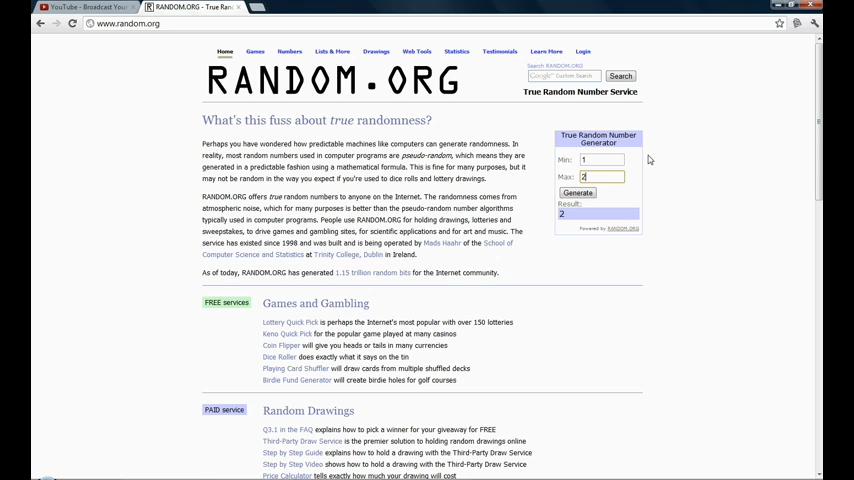 YouTube - Broadcast Your
RANDOM.ORG - True Ran
www.random.org
Home Games Numbers Lists & More Drawings Web Tools Statistics Testimonials Learn More Login
RANDOM.ORG
Search RANDOM.ORG
Google™ Custom Search Search
True Random Number Service
What's this fuss about true randomness?
Perhaps you have wondered how predictable machines like computers can generate randomness. In
reality, most random numbers used in computer programs are pseudo-random, which means they are
generated in a predictable fashion using a mathematical formula. This is fine for many purposes, but it
may not be random in the way you expect if you're used to dice rolls and lottery drawings.
RANDOM.ORG offers true random numbers to anyone on the Internet. The randomness comes from
atmospheric noise, which for many purposes is better than the pseudo-random number algorithms
typically used in computer programs. People use RANDOM.ORG for holding drawings, lotteries and
sweepstakes, to drive games and gambling sites, for scientific applications and for art and music. The
service has existed since 1998 and was built and is being operated by Mads Haahr of the School of
Computer Science and Statistics at Trinity College, Dublin in Ireland.
As of today, RANDOM.ORG has generated 1.15 trillion random bits for the Internet community.
True Random Number
Generator
Min: 1
Max: 2
Generate
Result:
2
Powered by RANDOM.ORG
FREE services
Games and Gambling
Lottery Quick Pick is perhaps the Internet's most popular with over 150 lotteries
Keno Quick Pick for the popular game played at many casinos
Coin Flipper will give you heads or tails in many currencies
Dice Roller does exactly what it says on the tin
Playing Card Shuffler will draw cards from multiple shuffled decks
Birdie Fund Generator will create birdie holes for golf courses
PAID service
Random Drawings
Q3.1 in the FAQ explains how to pick a winner for your giveaway for FREE
Third-Party Draw Service is the premier solution to holding random drawings online
Step by Step Guide explains how to hold a drawing with the Third-Party Draw Service
Step by Step Video shows how to hold a drawing with the Third-Party Draw Service
Price Calculator tells exactly how much your drawing will cost